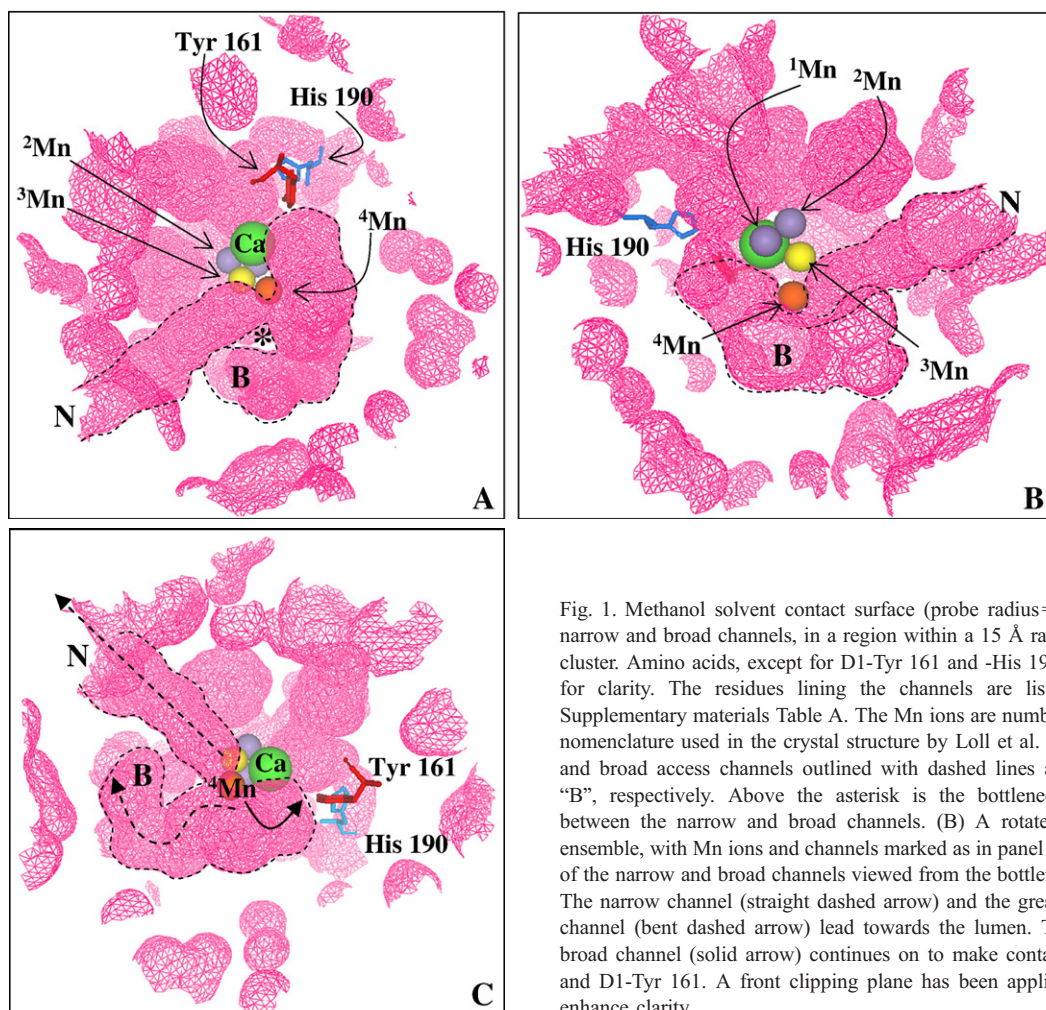 Tyr 161
His 190
²Mn
³Mn
⁴Mn
Ca
*
B
N
A
¹Mn
²Mn
N
His 190
⁴Mn
B
³Mn
B
N
B
Ca
⁴Mn
Tyr 161
His 190
C
Fig. 1. Methanol solvent contact surface (probe radius=
narrow and broad channels, in a region within a 15 Å ra
cluster. Amino acids, except for D1-Tyr 161 and -His 19
for clarity. The residues lining the channels are lis
Supplementary materials Table A. The Mn ions are numb
nomenclature used in the crystal structure by Loll et al.
and broad access channels outlined with dashed lines a
“B”, respectively. Above the asterisk is the bottlene
between the narrow and broad channels. (B) A rotate
ensemble, with Mn ions and channels marked as in panel
of the narrow and broad channels viewed from the bottle
The narrow channel (straight dashed arrow) and the grea
channel (bent dashed arrow) lead towards the lumen. T
broad channel (solid arrow) continues on to make conta
and D1-Tyr 161. A front clipping plane has been appli
enhance clarity.